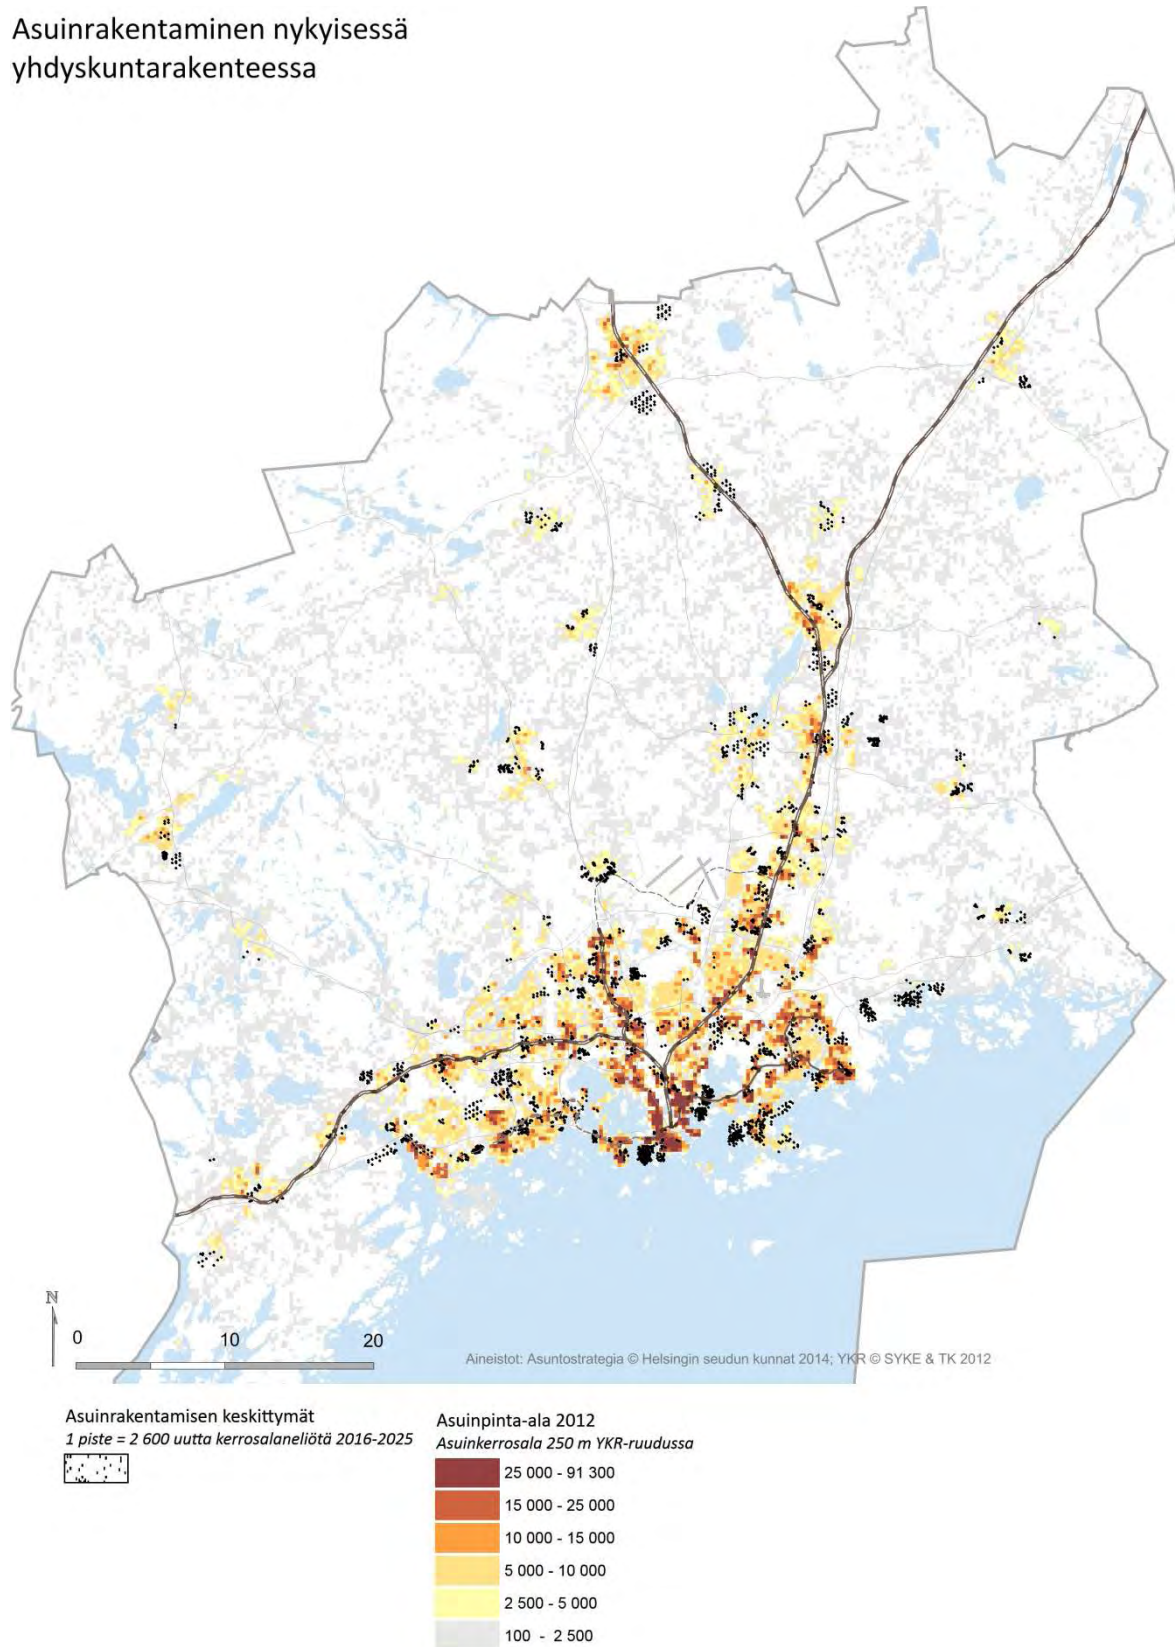 Asuinrakentaminen nykyisessä
yhdyskuntarakenteessa
N
0 10 20
Aineistot: Asuntostrategia © Helsingin seudun kunnat 2014; YKR © SYKE & TK 2012
Asuinrakentamisen keskittymät
1 piste = 2 600 uutta kerrosalaneliötä 2016-2025
Asuinpinta-ala 2012
Asuinkerrosala 250 m YKR-ruudussa
25 000 - 91 300
15 000 - 25 000
10 000 - 15 000
5 000 - 10 000
2 500 - 5 000
100 - 2 500